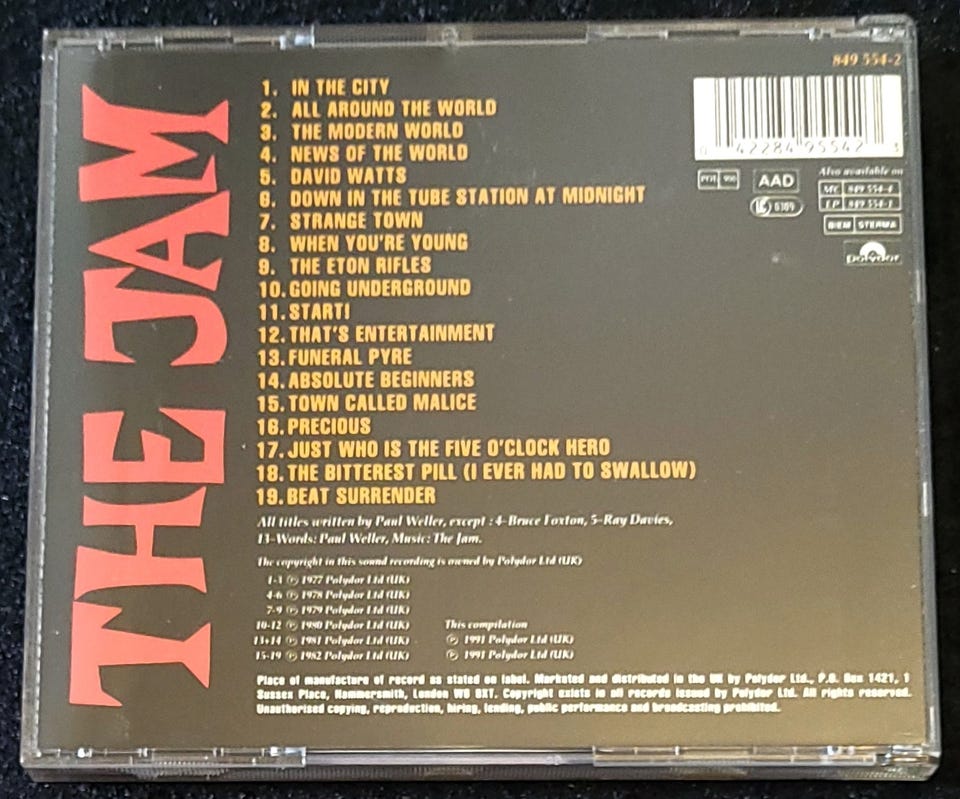 THE JAM
849 554-2
1. IN THE CITY
2. ALL AROUND THE WORLD
3. THE MODERN WORLD
4. NEWS OF THE WORLD
5. DAVID WATTS
6. DOWN IN THE TUBE STATION AT MIDNIGHT
7. STRANGE TOWN
8. WHEN YOU'RE YOUNG
9. THE ETON RIFLES
10. GOING UNDERGROUND
11. START!
12. THAT'S ENTERTAINMENT
13. FUNERAL PYRE
14. ABSOLUTE BEGINNERS
15. TOWN CALLED MALICE
16. PRECIOUS
17. JUST WHO IS THE FIVE O'CLOCK HERO
18. THE BITTEREST PILL (I EVER HAD TO SWALLOW)
19. BEAT SURRENDER
0 42284 95542 3
AAD
LC 0309
Also available on
MC 849 554-4
LP 849 554-1
BIEM STEMRA
polydor
All titles written by Paul Weller, except : 4-Bruce Foxton, 5-Ray Davies,
13-Words: Paul Weller, Music: The Jam.
The copyright in this sound recording is owned by Polydor Ltd (UK)
1-3 ℗ 1977 Polydor Ltd (UK)
4-6 ℗ 1978 Polydor Ltd (UK)
7-9 ℗ 1979 Polydor Ltd (UK)
10-12 ℗ 1980 Polydor Ltd (UK)
13+14 ℗ 1981 Polydor Ltd (UK)
15-19 ℗ 1982 Polydor Ltd (UK)
This compilation
℗ 1991 Polydor Ltd (UK)
© 1991 Polydor Ltd (UK)
Place of manufacture of record as stated on label. Marketed and distributed in the UK by Polydor Ltd., P.O. Box 1421, 1
Sussex Place, Hammersmith, London W6 9XT. Copyright exists in all records issued by Polydor Ltd. All rights reserved.
Unauthorised copying, reproduction, hiring, lending, public performance and broadcasting prohibited.